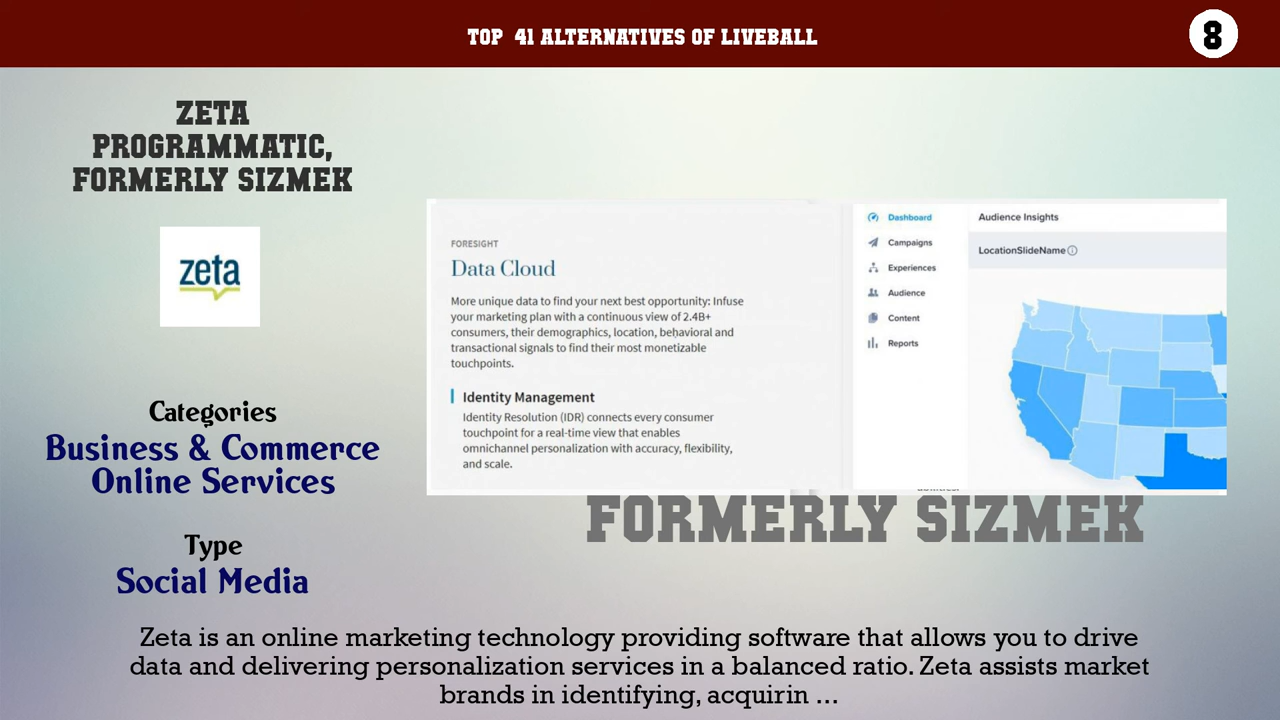 TOP 41 ALTERNATIVES OF LIVEBALL
8
ZETA
PROGRAMMATIC,
FORMERLY SIZMEK
zeta
Categories
Business & Commerce
Online Services
Type
Social Media
FORESIGHT
Data Cloud
More unique data to find your next best opportunity: Infuse
your marketing plan with a continuous view of 2.4B+
consumers, their demographics, location, behavioral and
transactional signals to find their most monetizable
touchpoints.
Identity Management
Identity Resolution (IDR) connects every consumer
touchpoint for a real-time view that enables
omnichannel personalization with accuracy, flexibility,
and scale.
Dashboard
Campaigns
Experiences
Audience
Content
Reports
Audience Insights
LocationSlideName
FORMERLY SIZMEK
Zeta is an online marketing technology providing software that allows you to drive
data and delivering personalization services in a balanced ratio. Zeta assists market
brands in identifying, acquirin ...